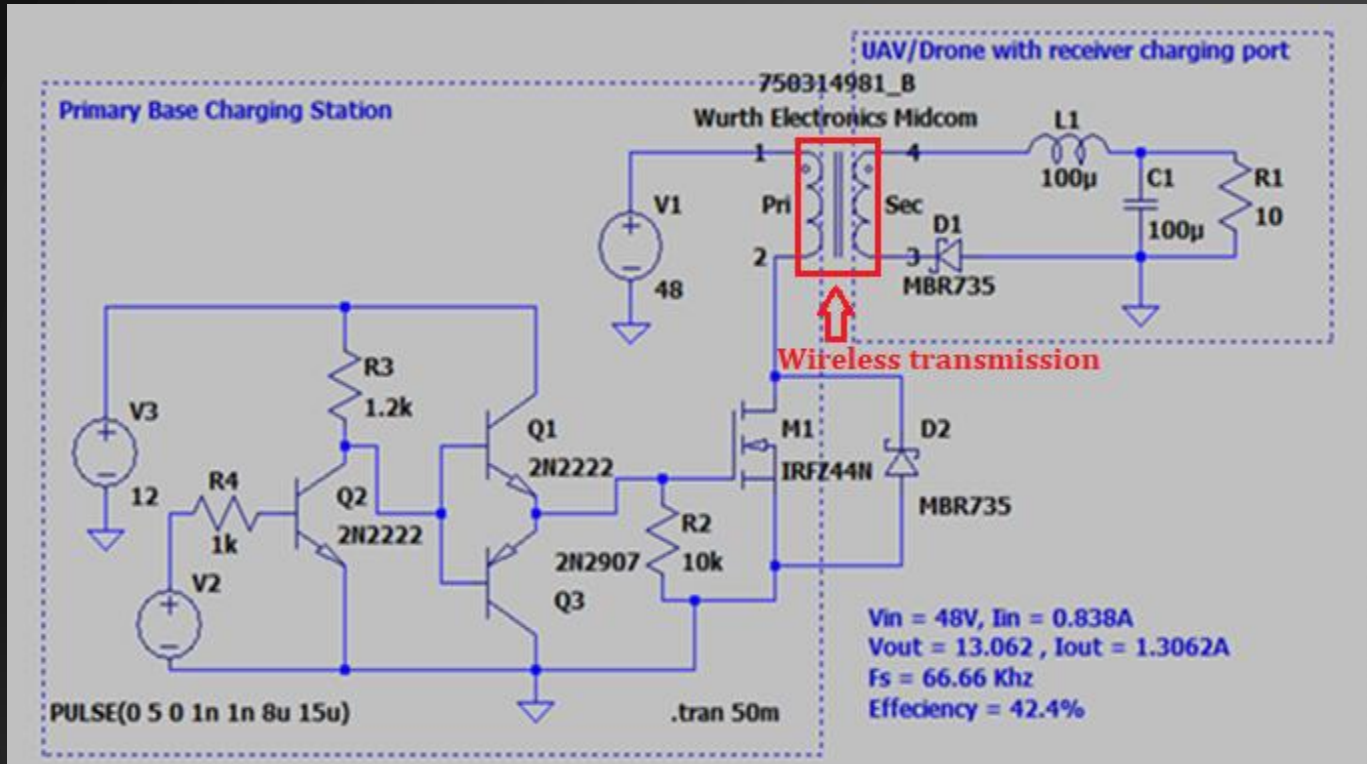 UAV/Drone with receiver charging port
750314981_B
Primary Base Charging Station
Wurth Electronics Midcom
L1
1
4
100µ
C1
R1
V1
Pri
Sec
D1
100µ
10
2
3
48
MBR735
Wireless transmission
R3
1.2k
V3
Q1
M1
D2
2N2222
IRFZ44N
R4
Q2
12
MBR735
R2
1k
2N2222
2N2907
10k
V2
Q3
Vin = 48V, Iin = 0.838A
Vout = 13.062 , Iout = 1.3062A
Fs = 66.66 Khz
PULSE(0 5 0 1n 1n 8u 15u)
.tran 50m
Effeciency = 42.4%